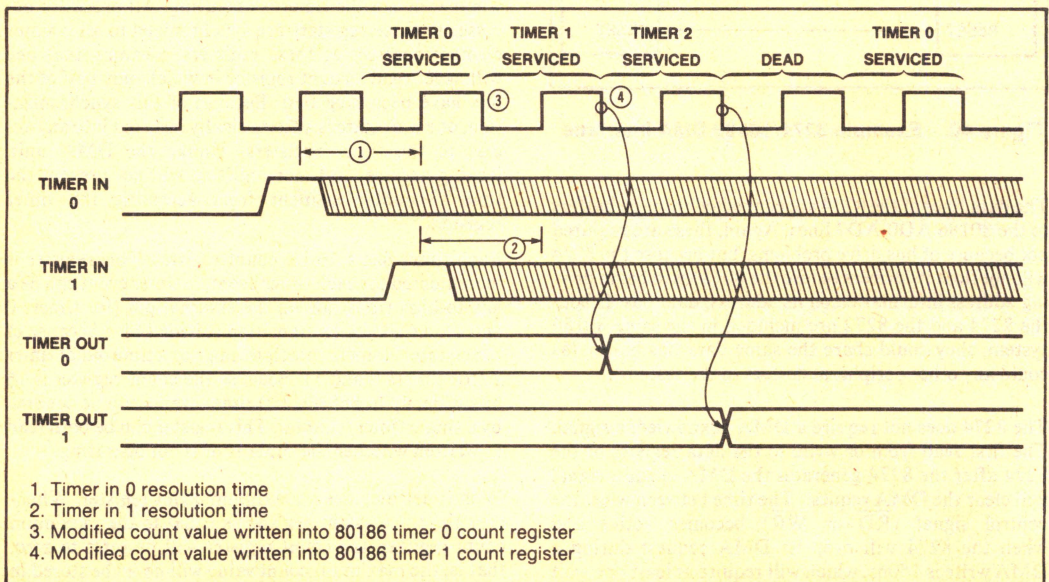 TIMER 0 TIMER 1 TIMER 2 TIMER 0
SERVICED SERVICED SERVICED DEAD SERVICED
3 4
1
TIMER IN
0
2
TIMER IN
1
TIMER OUT
0
TIMER OUT
1
1. Timer in 0 resolution time
2. Timer in 1 resolution time
3. Modified count value written into 80186 timer 0 count register
4. Modified count value written into 80186 timer 1 count register